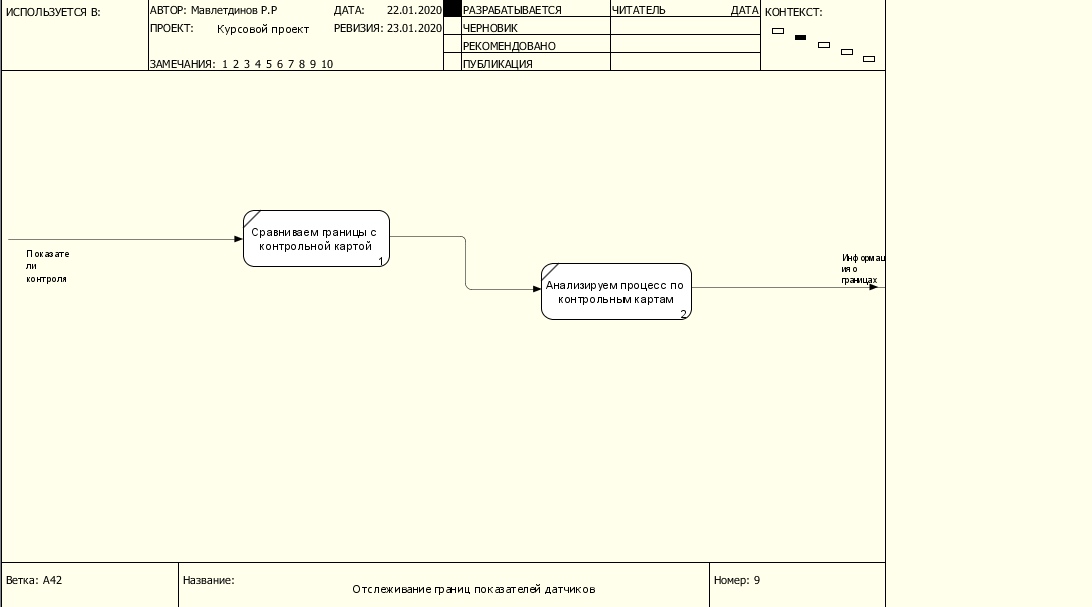 ИСПОЛЬЗУЕТСЯ В:
АВТОР: Мавлетдинов Р.Р
ДАТА: 22.01.2020
ПРОЕКТ: Курсовой проект
РЕВИЗИЯ: 23.01.2020
ЗАМЕЧАНИЯ: 1 2 3 4 5 6 7 8 9 10
РАЗРАБАТЫВАЕТСЯ
ЧЕРНОВИК
РЕКОМЕНДОВАНО
ПУБЛИКАЦИЯ
ЧИТАТЕЛЬ ДАТА
КОНТЕКСТ:
Показате
ли
контроля
Сравниваем границы с
контрольной картой
1
Анализируем процесс по
контрольным картам
2
Информац
ия о
границах
Ветка: A42
Название:
Отслеживание границ показателей датчиков
Номер: 9